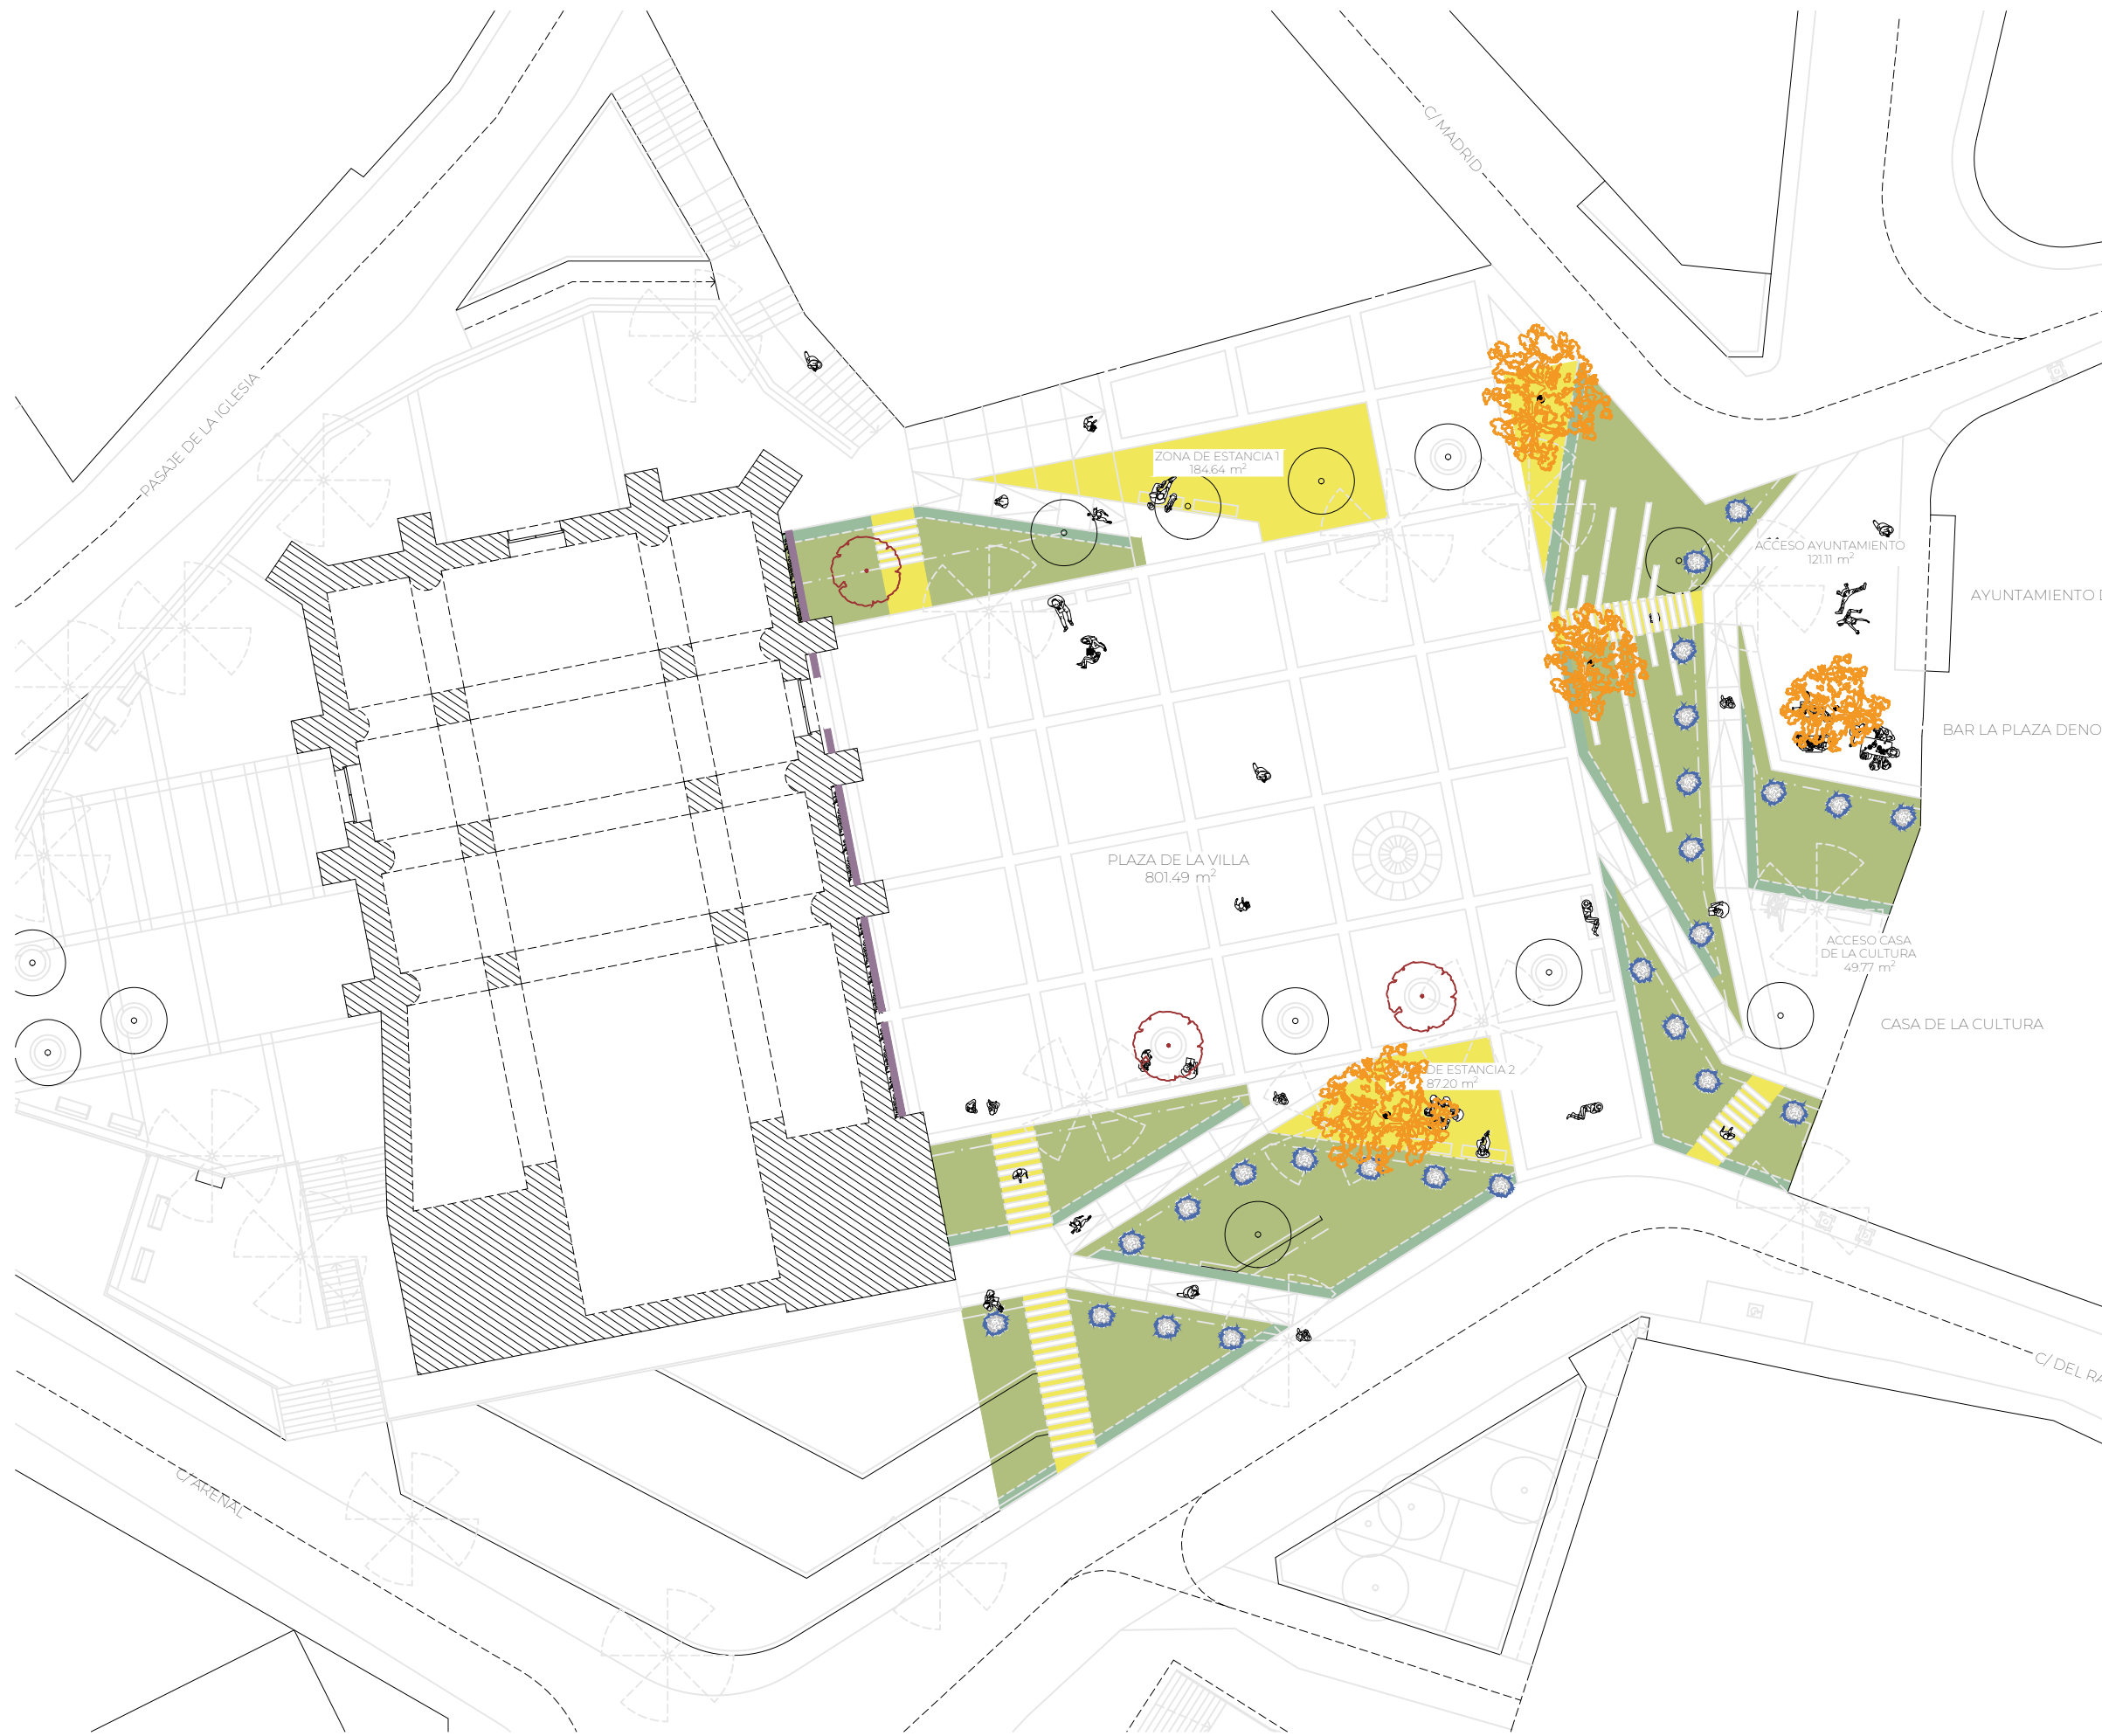 C/ MADRID
PASAJE DE LA IGLESIA
ZONA DE ESTANCIA 1
184.64 m²
ACCESO AYUNTAMIENTO
121.11 m²
AYUNTAMIENTO D
BAR LA PLAZA DENO
PLAZA DE LA VILLA
801.49 m²
ACCESO CASA
DE LA CULTURA
49.77 m²
CASA DE LA CULTURA
DE ESTANCIA 2
87.20 m²
C/ DEL RA
C/ ARENAL